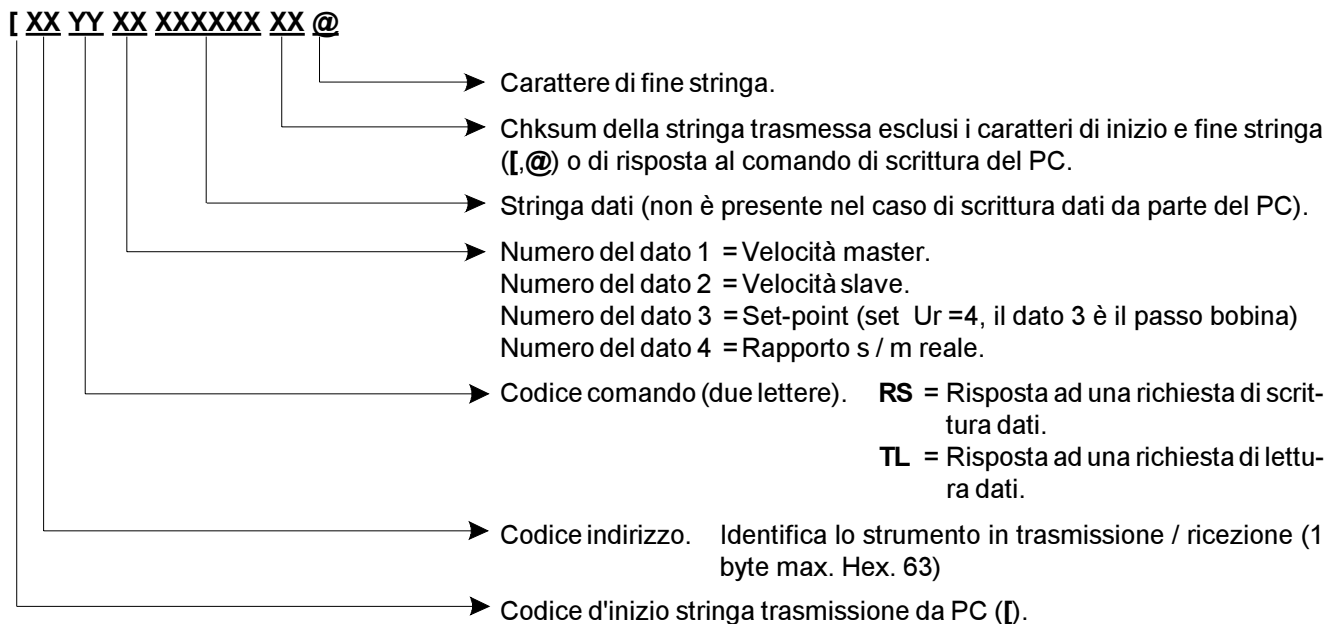 [ XX YY XX XXXXXX XX @
Carattere di fine stringa.
Chksum della stringa trasmessa esclusi i caratteri di inizio e fine stringa
([,@) o di risposta al comando di scrittura del PC.
Stringa dati (non è presente nel caso di scrittura dati da parte del PC).
Numero del dato 1 = Velocità master.
Numero del dato 2 = Velocità slave.
Numero del dato 3 = Set-point (set Ur =4, il dato 3 è il passo bobina)
Numero del dato 4 = Rapporto s / m reale.
Codice comando (due lettere). RS = Risposta ad una richiesta di scrit-
tura dati.
TL = Risposta ad una richiesta di lettu-
ra dati.
Codice indirizzo. Identifica lo strumento in trasmissione / ricezione (1
byte max. Hex. 63)
Codice d'inizio stringa trasmissione da PC ([).